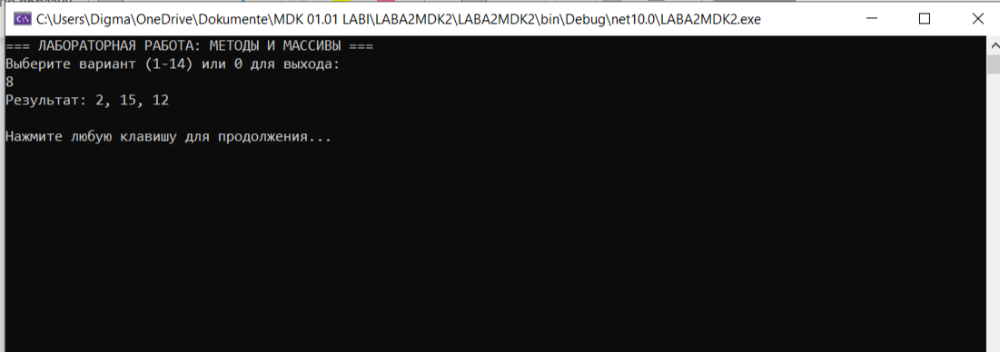 C:\Users\Digma\OneDrive\Dokumente\MDK 01.01 LABI\LABA2MDK2\LABA2MDK2\bin\Debug\net10.0\LABA2MDK2.exe
=== ЛАБОРАТОРНАЯ РАБОТА: МЕТОДЫ И МАССИВЫ ===
Выберите вариант (1-14) или 0 для выхода:
8
Результат: 2, 15, 12
Нажмите любую клавишу для продолжения...